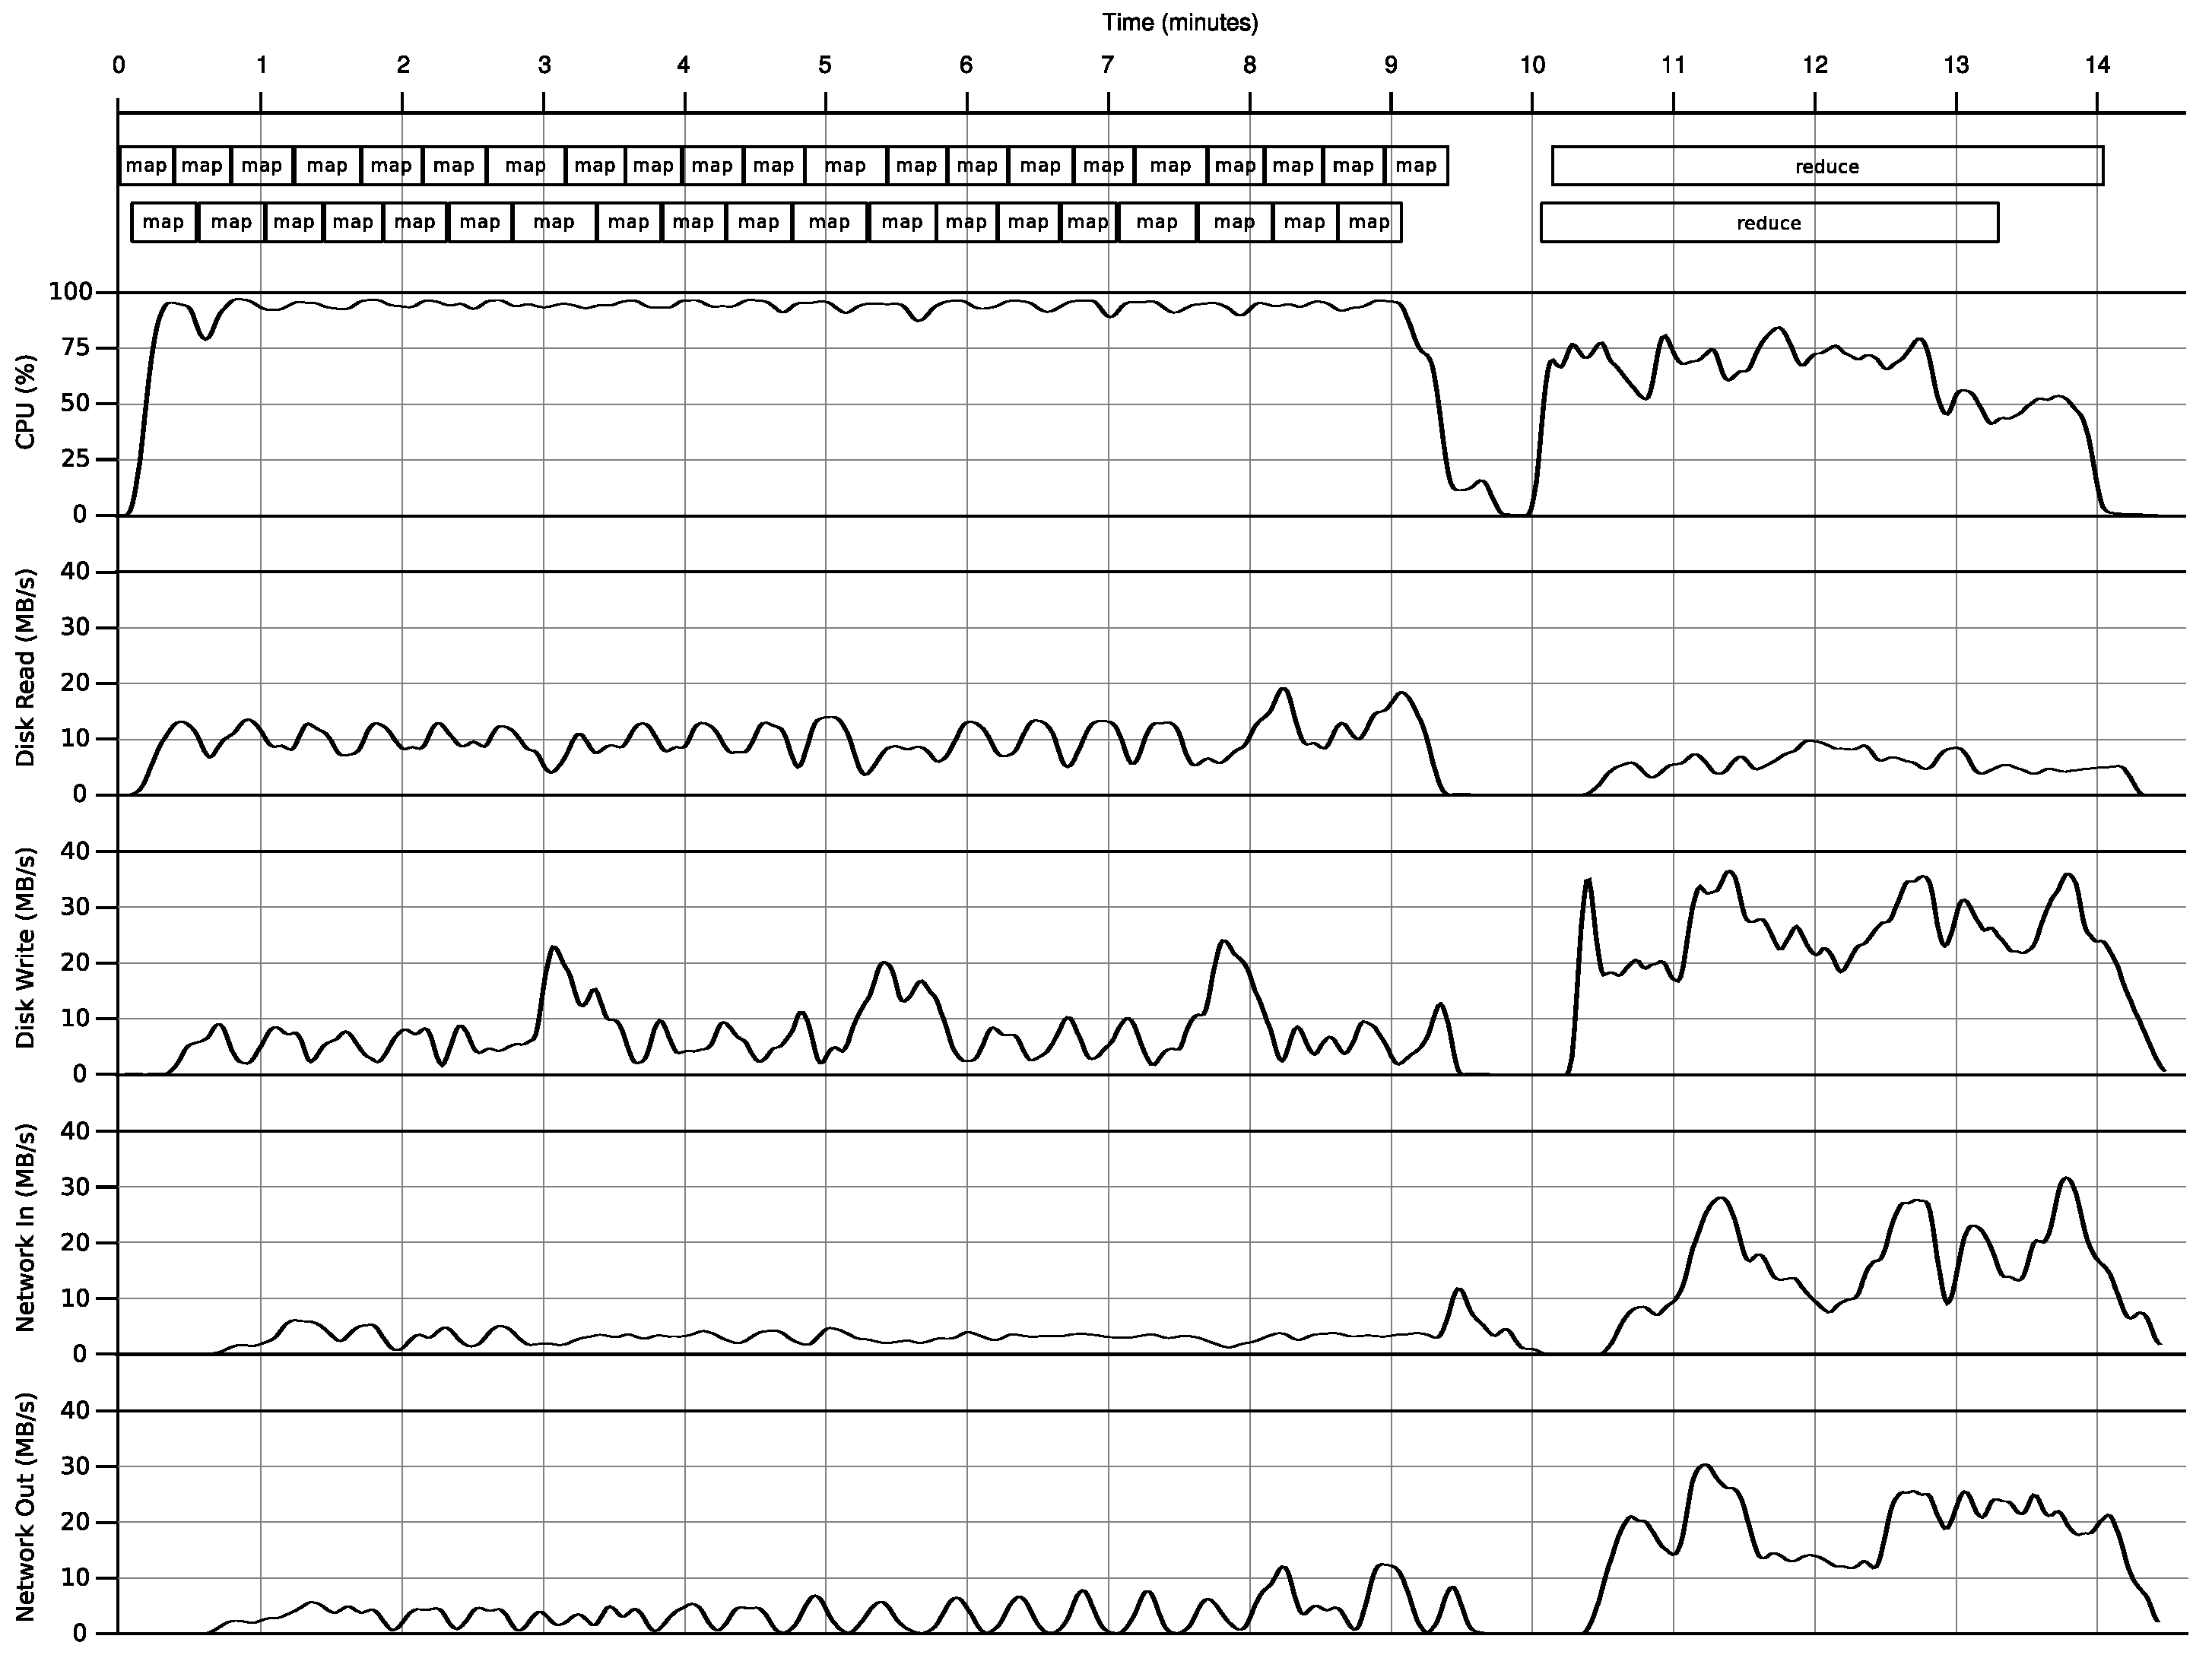 Time (minutes)
0 1 2 3 4 5 6 7 8 9 10 11 12 13 14
map map map map map map map map map map map map map map map map map map map map map reduce
map map map map map map map map map map map map map map map map map map map reduce
CPU (%)
100
75
50
25
0
Disk Read (MB/s)
40
30
20
10
0
Disk Write (MB/s)
40
30
20
10
0
Network In (MB/s)
40
30
20
10
0
Network Out (MB/s)
40
30
20
10
0